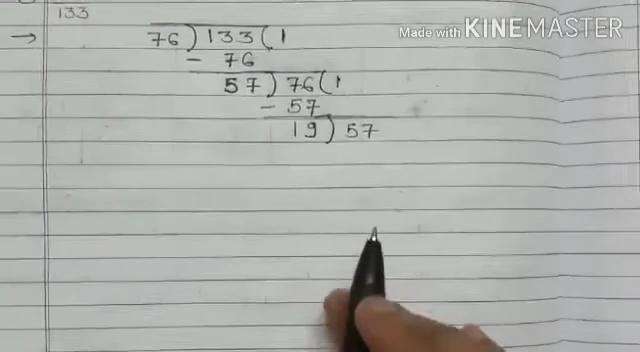 133
Made with KINEMASTER
→ 76 ) 133 ( 1
- 76
57 ) 76 ( 1
- 57
19 ) 57